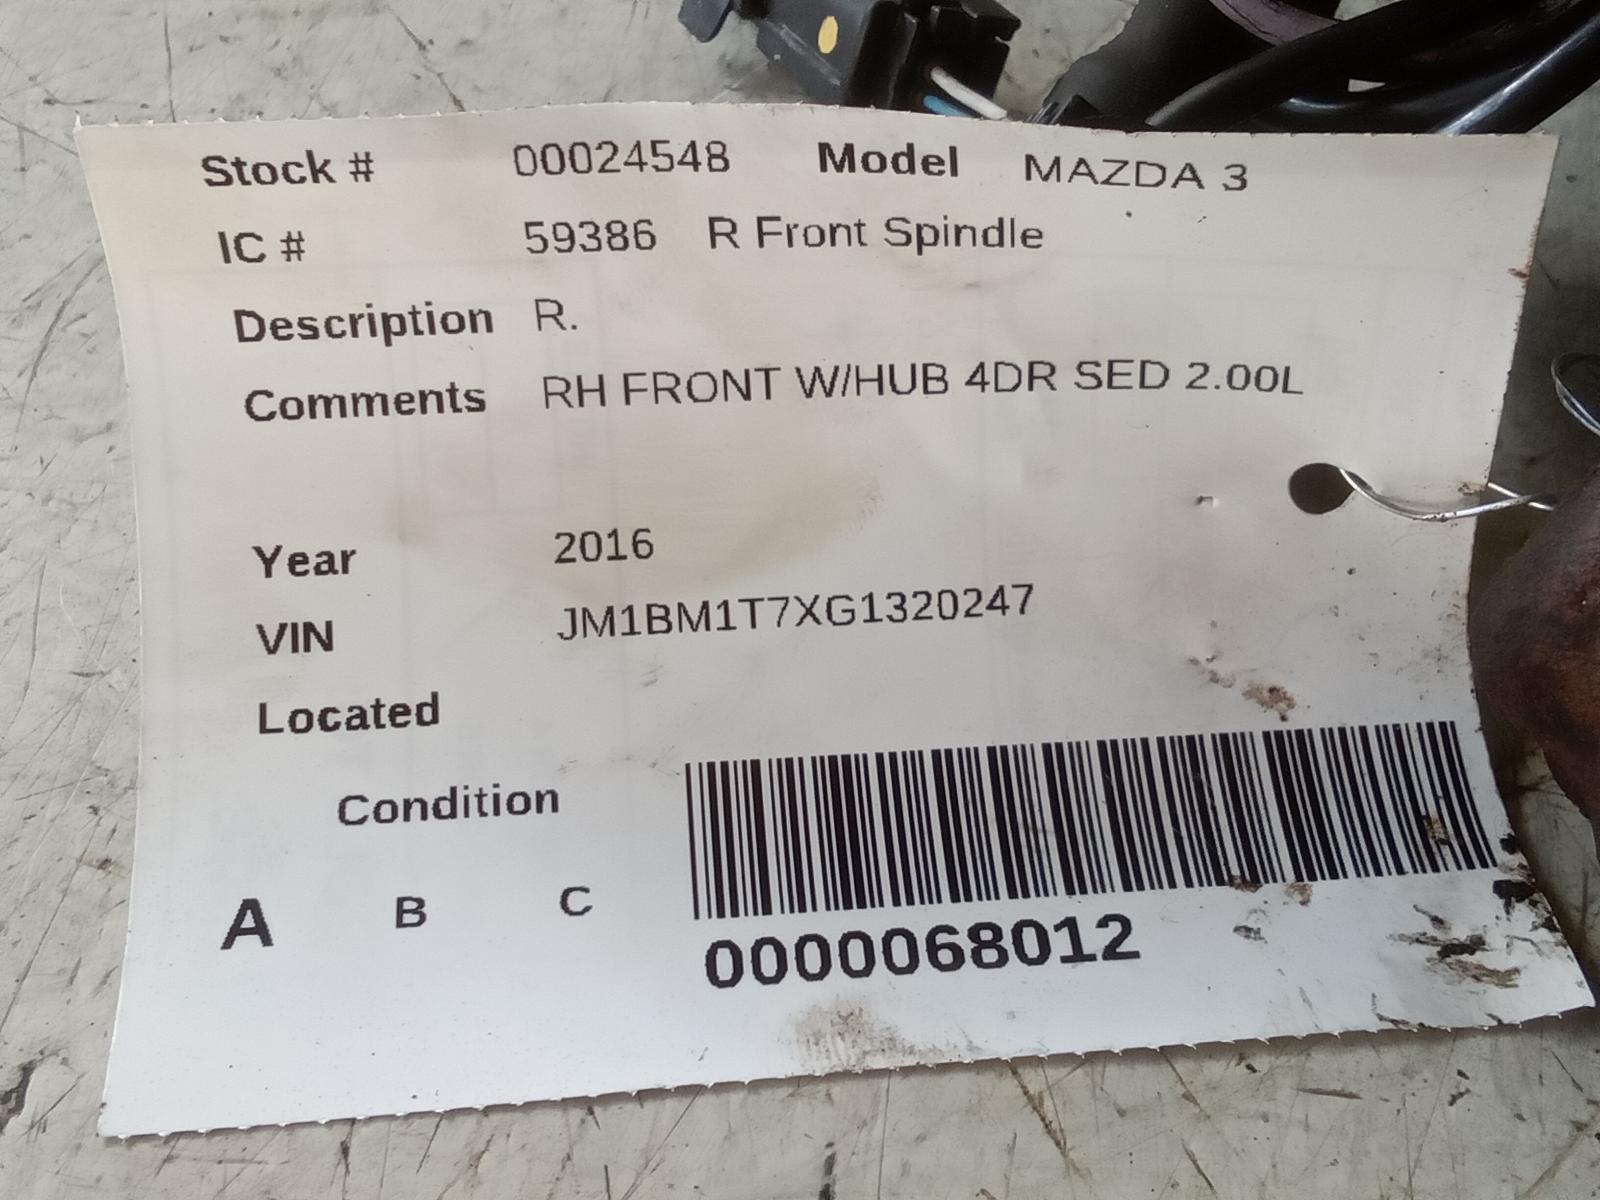 Stock # 00024548 Model MAZDA 3
IC # 59386 R Front Spindle
Description R.
Comments RH FRONT W/HUB 4DR SED 2.00L
Year 2016
VIN JM1BM1T7XG1320247
Located
Condition
A B C
0000068012